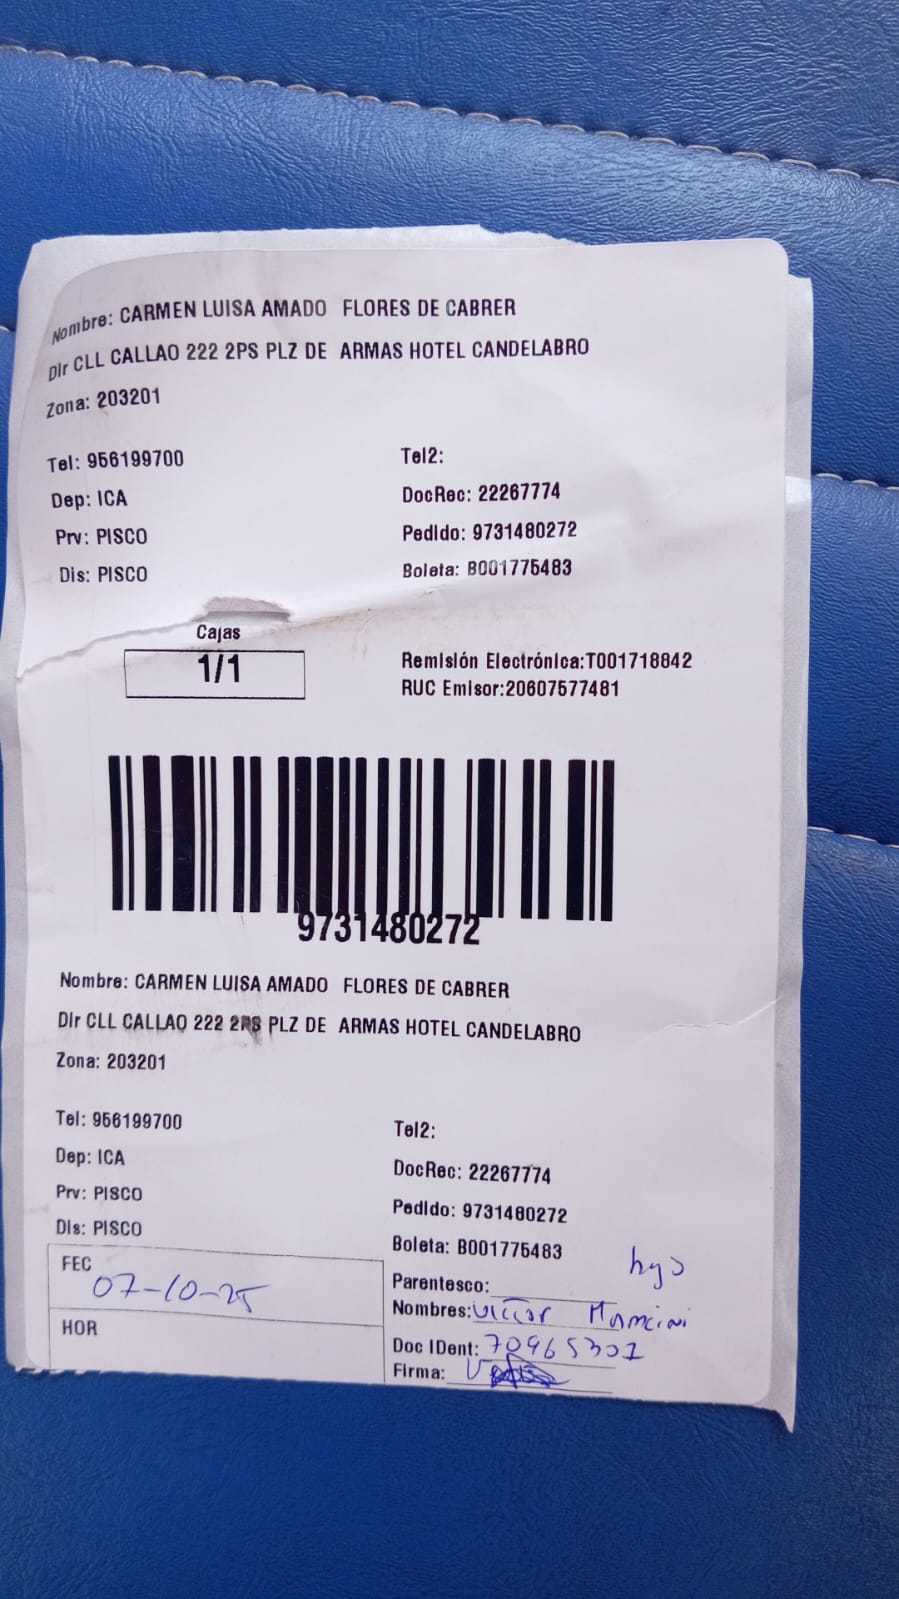 Nombre: CARMEN LUISA AMADO FLORES DE CABRER
Dir CLL CALLAO 222 2PS PLZ DE ARMAS HOTEL CANDELABRO
Zona: 203201
Tel: 956199700 Tel2:
Dep: ICA DocRec: 22267774
Prv: PISCO Pedido: 9731480272
Dis: PISCO Boleta: B001775483
Cajas
1/1
Remisión Electrónica:T001718842
RUC Emisor:20607577481
9731480272
Nombre: CARMEN LUISA AMADO FLORES DE CABRER
Dir CLL CALLAO 222 2PS PLZ DE ARMAS HOTEL CANDELABRO
Zona: 203201
Tel: 956199700 Tel2:
Dep: ICA DocRec: 22267774
Prv: PISCO Pedido: 9731480272
Dis: PISCO Boleta: B001775483
FEC 07-10-25
HOR
Parentesco: hijo
Nombres: Victor Mancini
Doc IDent: 70965301
Firma: